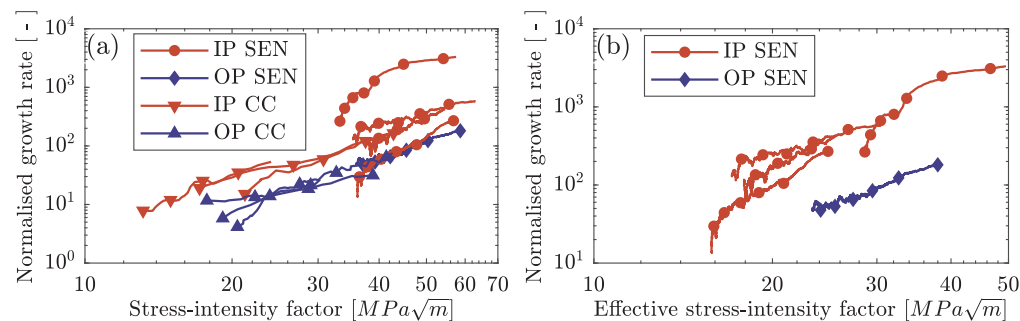 (a)
IP SEN
OP SEN
IP CC
OP CC
Normalised growth rate [ - ]
10^4
10^3
10^2
10^1
10^0
10 20 30 40 50 60 70
Stress-intensity factor [MPa√m]
(b)
IP SEN
OP SEN
Normalised growth rate [ - ]
10^4
10^3
10^2
10^1
10 20 30 40 50
Effective stress-intensity factor [MPa√m]